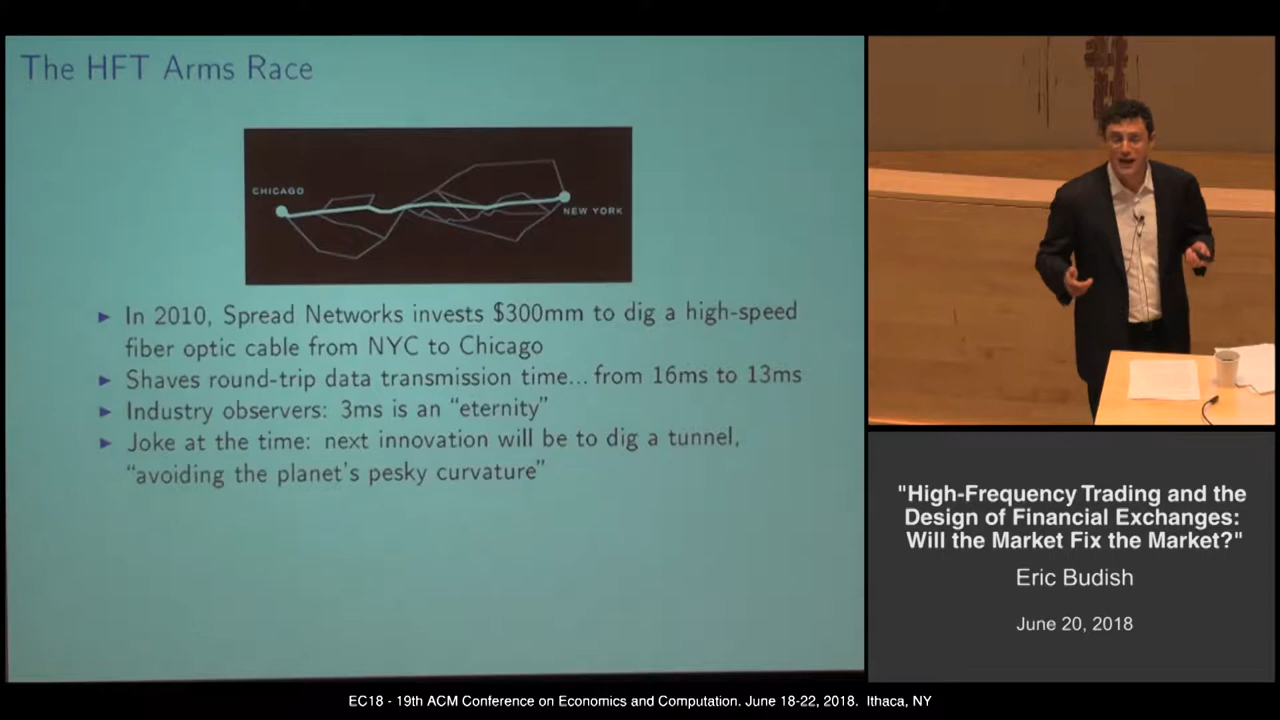 The HFT Arms Race
CHICAGO
NEW YORK
► In 2010, Spread Networks invests $300mm to dig a high-speed
fiber optic cable from NYC to Chicago
► Shaves round-trip data transmission time... from 16ms to 13ms
► Industry observers: 3ms is an “eternity”
► Joke at the time: next innovation will be to dig a tunnel,
“avoiding the planet's pesky curvature”
"High-Frequency Trading and the
Design of Financial Exchanges:
Will the Market Fix the Market?"
Eric Budish
June 20, 2018
EC18 - 19th ACM Conference on Economics and Computation. June 18-22, 2018. Ithaca, NY